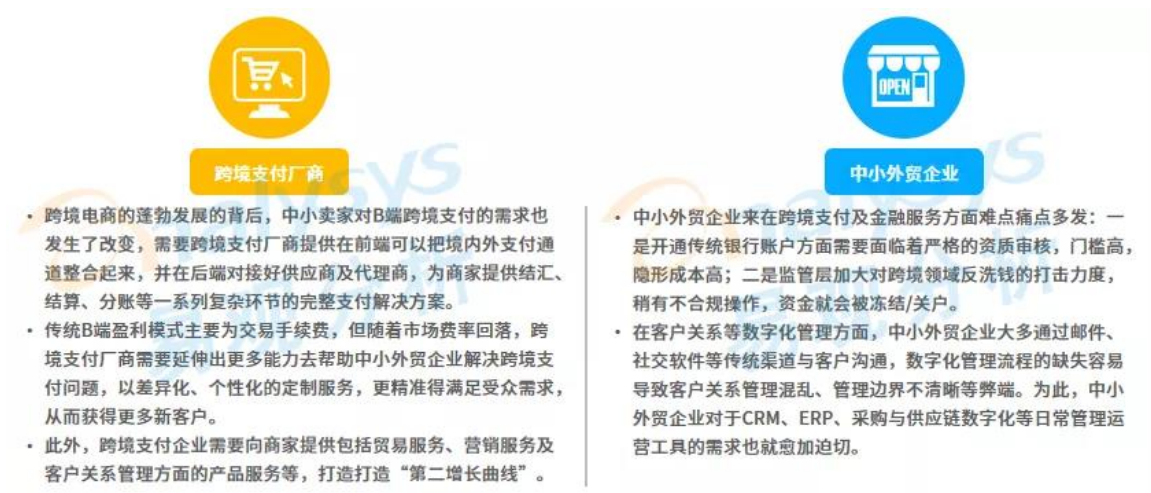 跨境支付厂商
• 跨境电商的蓬勃发展的背后，中小卖家对B端跨境支付的需求也
发生了改变，需要跨境支付厂商提供在前端可以把境内外支付通
道整合起来，并在后端对接好供应商及代理商，为商家提供结汇、
结算、分账等一系列复杂环节的完整支付解决方案。
• 传统B端盈利模式主要为交易手续费，但随着市场费率回落，跨
境支付厂商需要延伸出更多能力去帮助中小外贸企业解决跨境支
付问题，以差异化、个性化的定制服务，更精准得满足受众需求，
从而获得更多新客户。
• 此外，跨境支付企业需要向商家提供包括贸易服务、营销服务及
客户关系管理方面的产品服务等，打造打造“第二增长曲线”。
OPEN
中小外贸企业
• 中小外贸企业来在跨境支付及金融服务方面难点痛点多发：一
是开通传统银行账户方面需要面临着严格的资质审核，门槛高，
隐形成本高；二是监管层加大对跨境领域反洗钱的打击力度，
稍有不合规操作，资金就会被冻结/关户。
• 在客户关系等数字化管理方面，中小外贸企业大多通过邮件、
社交软件等传统渠道与客户沟通，数字化管理流程的缺失容易
导致客户关系管理混乱、管理边界不清晰等弊端。为此，中小
外贸企业对于CRM、ERP、采购与供应链数字化等日常管理运
营工具的需求也就愈加迫切。
nalysys
易观分析
nalysys
易观分析